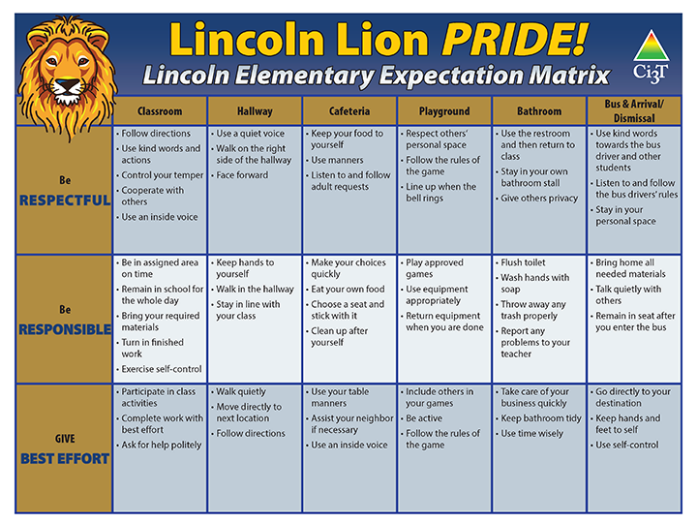 Lincoln Lion PRIDE!
Lincoln Elementary Expectation Matrix
Ci3T
Classroom
Hallway
Cafeteria
Playground
Bathroom
Bus & Arrival/
Dismissal
Be
RESPECTFUL
• Follow directions
• Use kind words and
actions
• Control your temper
• Cooperate with
others
• Use an inside voice
• Use a quiet voice
• Walk on the right
side of the hallway
• Face forward
• Keep your food to
yourself
• Use manners
• Listen to and follow
adult requests
• Respect others'
personal space
• Follow the rules of
the game
• Line up when the
bell rings
• Use the restroom
and then return to
class
• Stay in your own
bathroom stall
• Give others privacy
• Use kind words
towards the bus
driver and other
students
• Listen to and follow
the bus drivers' rules
• Stay in your
personal space
Be
RESPONSIBLE
• Be in assigned area
on time
• Remain in school for
the whole day
• Bring your required
materials
• Turn in finished
work
• Exercise self-control
• Keep hands to
yourself
• Walk in the hallway
• Stay in line with
your class
• Make your choices
quickly
• Eat your own food
• Choose a seat and
stick with it
• Clean up after
yourself
• Play approved
games
• Use equipment
appropriately
• Return equipment
when you are done
• Flush toilet
• Wash hands with
soap
• Throw away any
trash properly
• Report any
problems to your
teacher
• Bring home all
needed materials
• Talk quietly with
others
• Remain in seat after
you enter the bus
GIVE
BEST EFFORT
• Participate in class
activities
• Complete work with
best effort
• Ask for help politely
• Walk quietly
• Move directly to
next location
• Follow directions
• Use your table
manners
• Assist your neighbor
if necessary
• Use an inside voice
• Include others in
your games
• Be active
• Follow the rules of
the game
• Take care of your
business quickly
• Keep bathroom tidy
• Use time wisely
• Go directly to your
destination
• Keep hands and
feet to self
• Use self-control